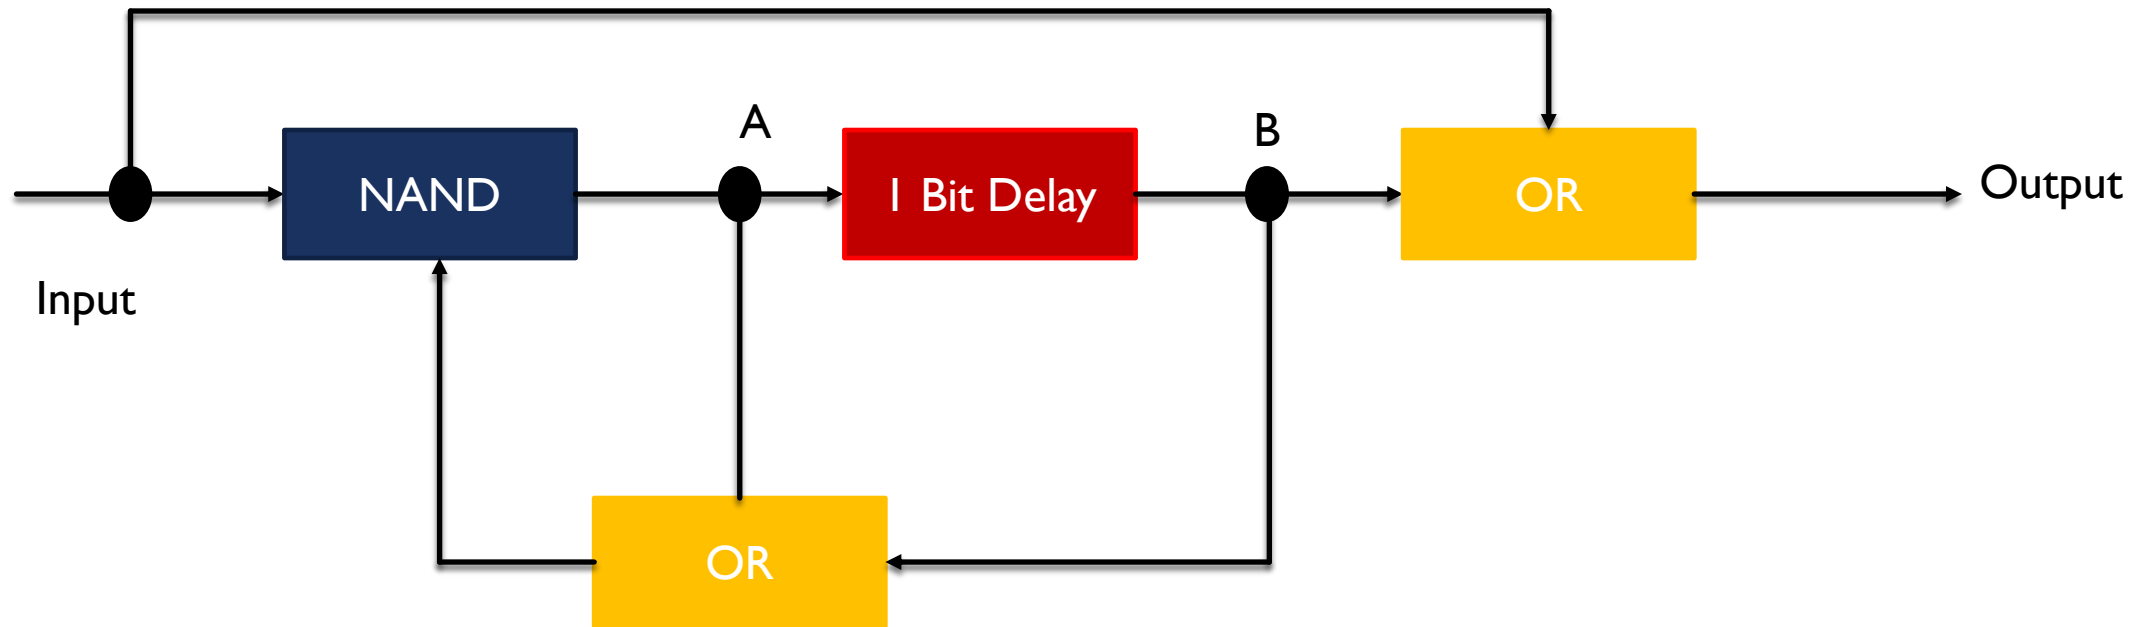 A
B
NAND
1 Bit Delay
OR
Output
Input
OR